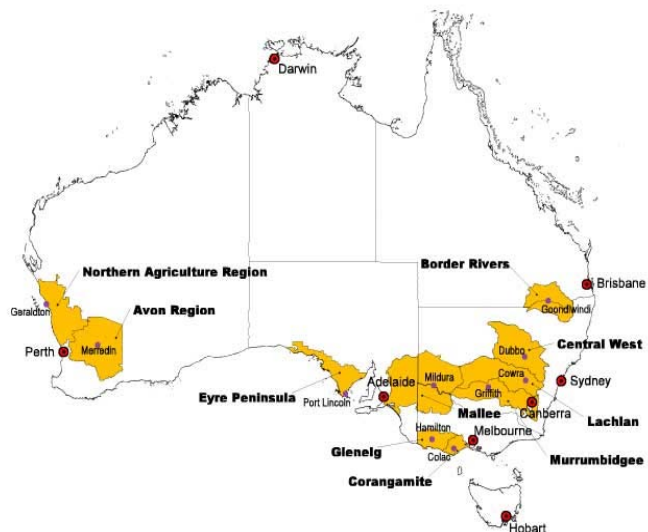 Darwin
Northern Agriculture Region
Border Rivers
Brisbane
Geraldton
Goondiwindi
Avon Region
Central West
Dubbo
Perth
Merredin
Cowra
Sydney
Adelaide
Mildura
Eyre Peninsula
Griffith
Port Lincoln
Canberra
Mallee
Lachlan
Hamilton
Melbourne
Glenelg
Colac
Murrumbidgee
Corangamite
Hobart